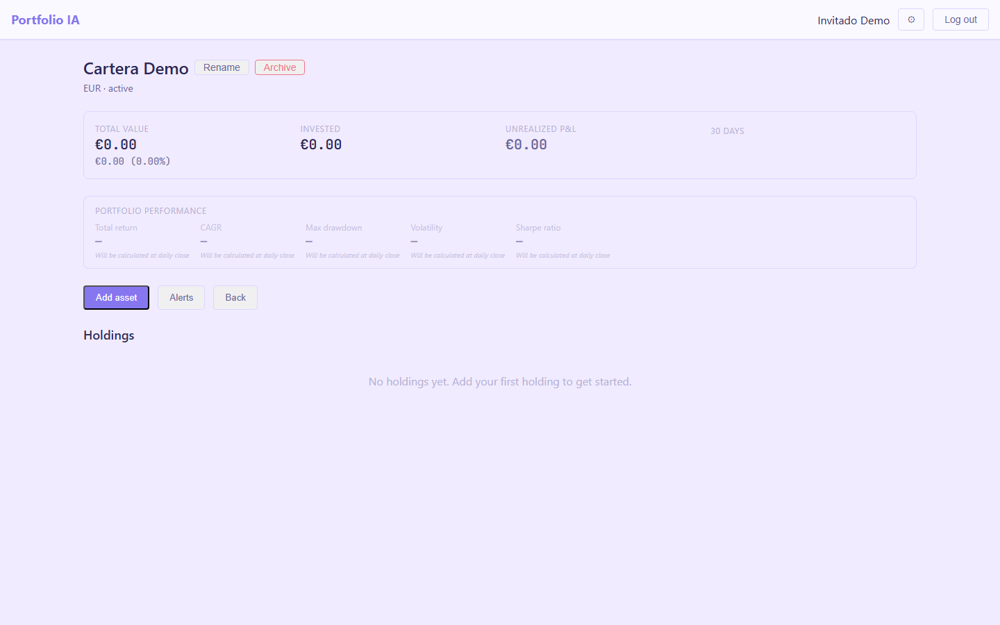 Portfolio IA
Invitado Demo
⚙
Log out
Cartera Demo
Rename
Archive
EUR · active
TOTAL VALUE
€0.00
€0.00 (0.00%)
INVESTED
€0.00
UNREALIZED P&L
€0.00
30 DAYS
PORTFOLIO PERFORMANCE
Total return
—
Will be calculated at daily close
CAGR
—
Will be calculated at daily close
Max drawdown
—
Will be calculated at daily close
Volatility
—
Will be calculated at daily close
Sharpe ratio
—
Will be calculated at daily close
Add asset
Alerts
Back
Holdings
No holdings yet. Add your first holding to get started.